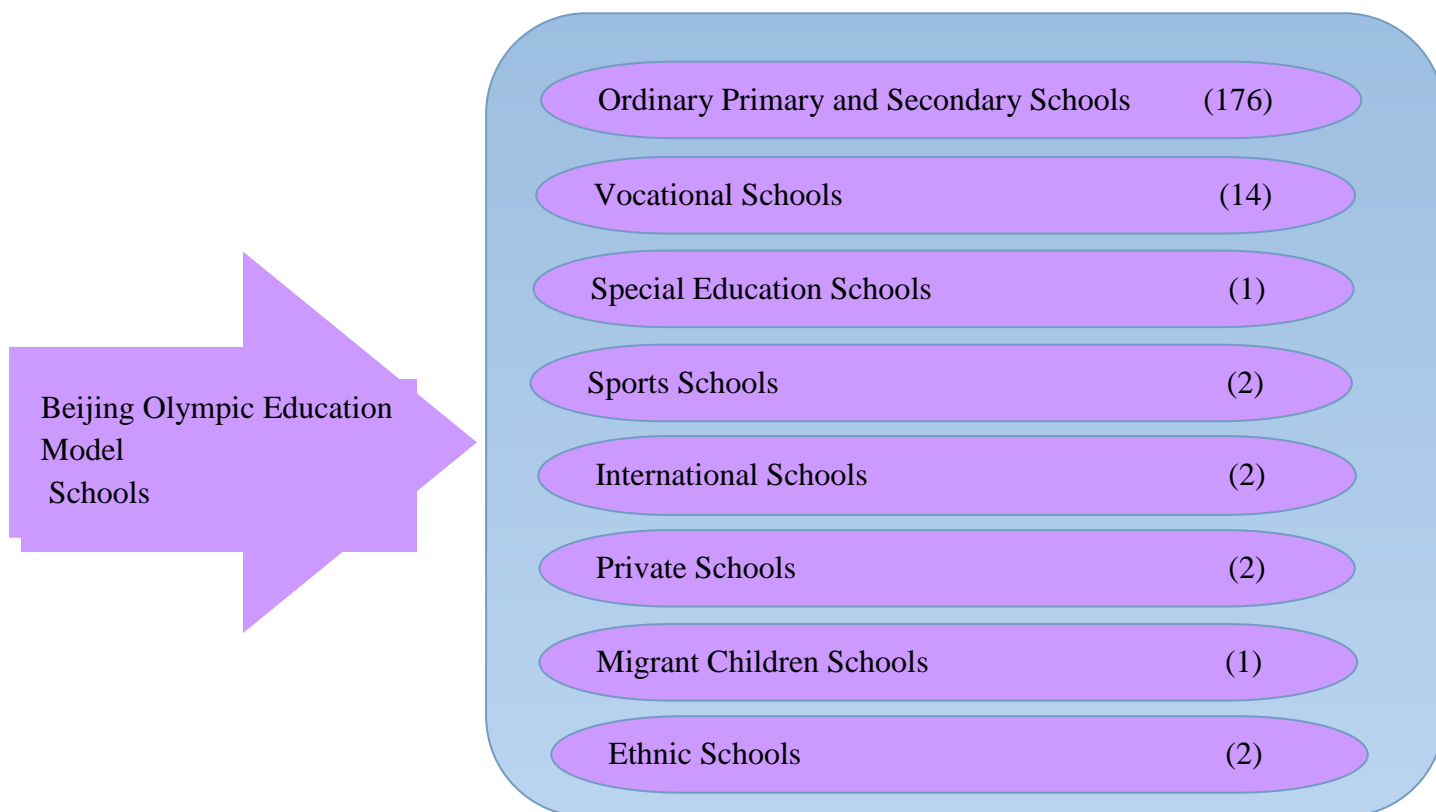 Beijing Olympic Education
Model
Schools
Ordinary Primary and Secondary Schools (176)
Vocational Schools (14)
Special Education Schools (1)
Sports Schools (2)
International Schools (2)
Private Schools (2)
Migrant Children Schools (1)
Ethnic Schools (2)